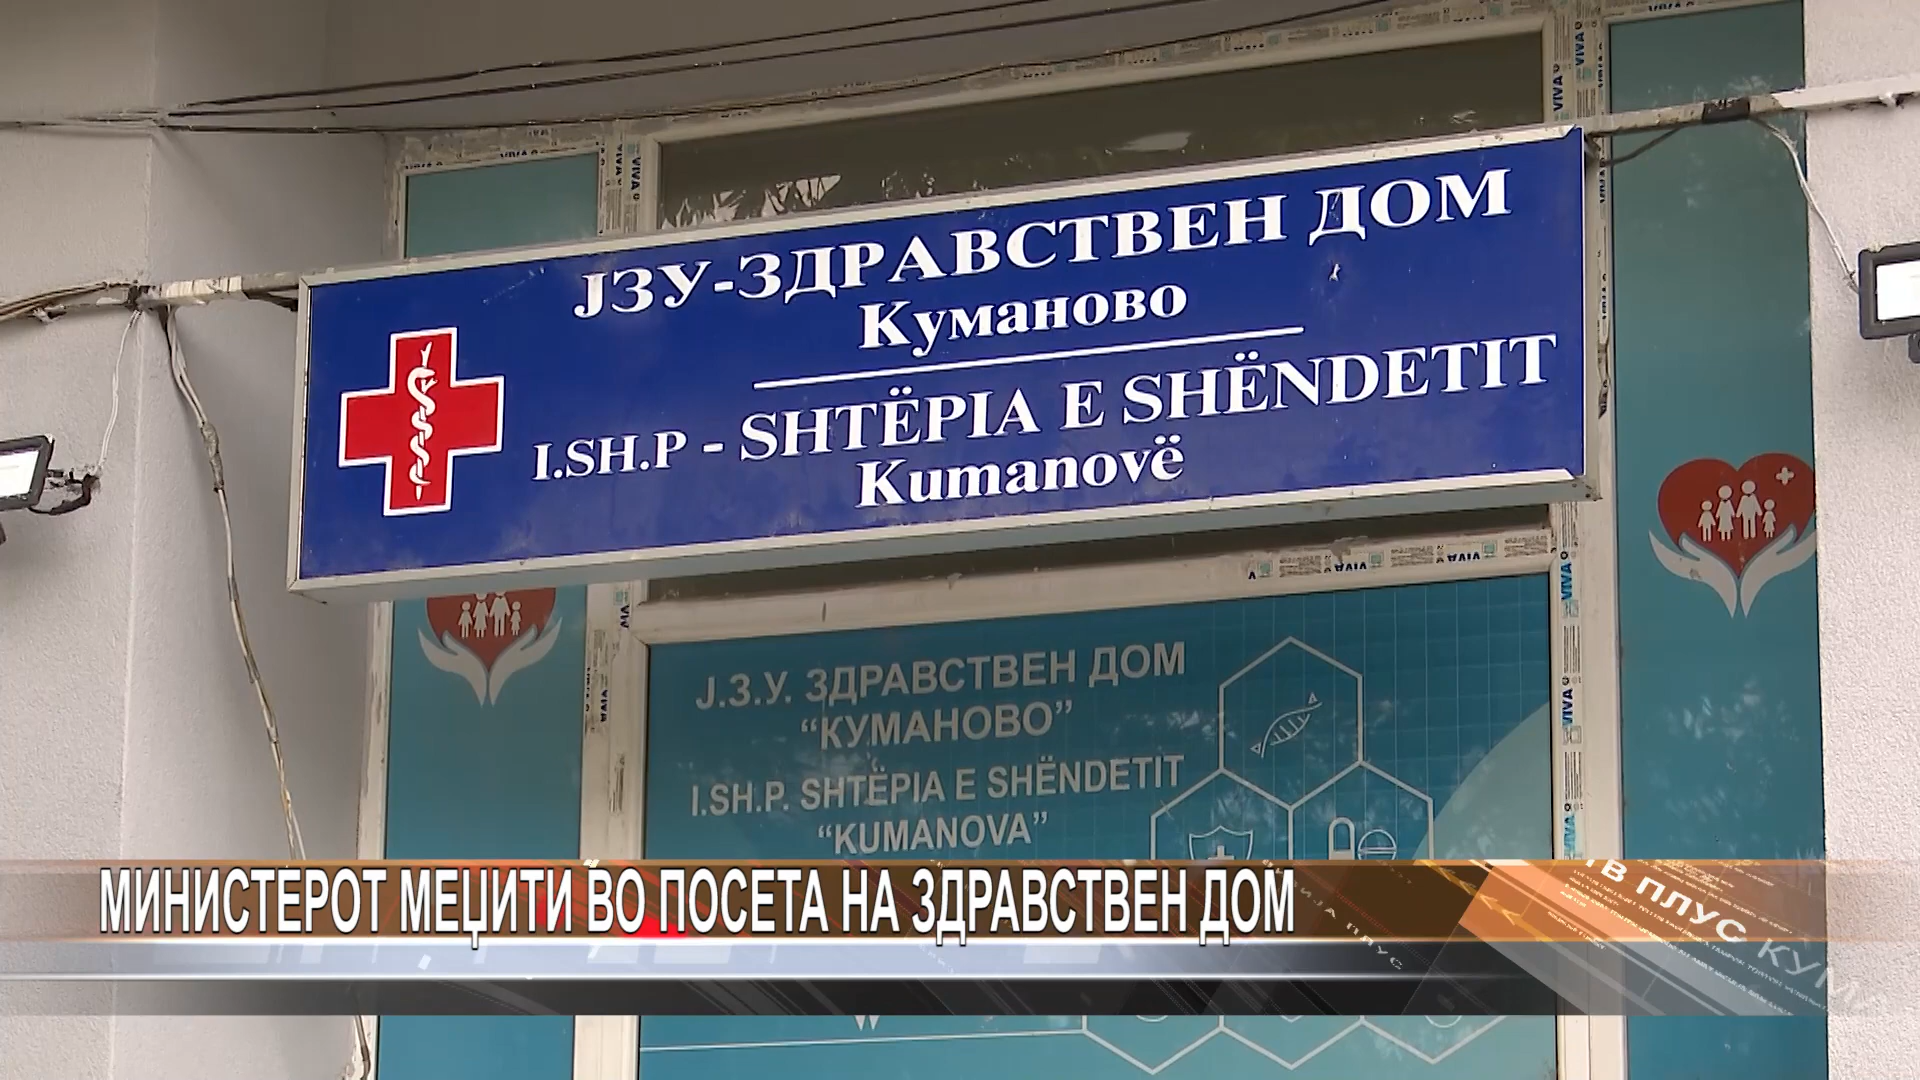 ЈЗУ-ЗДРАВСТВЕН ДОМ
Куманово
I.SH.P - SHTËPIA E SHËNDETIT
Kumanovë
Ј.З.У. ЗДРАВСТВЕН ДОМ
“КУМАНОВО”
I.SH.P. SHTËPIA E SHËNDETIT
“KUMANOVA”
МИНИСТЕРОТ МЕЏИТИ ВО ПОСЕТА НА ЗДРАВСТВЕН ДОМ
ТВ ПЛУС
VIVA